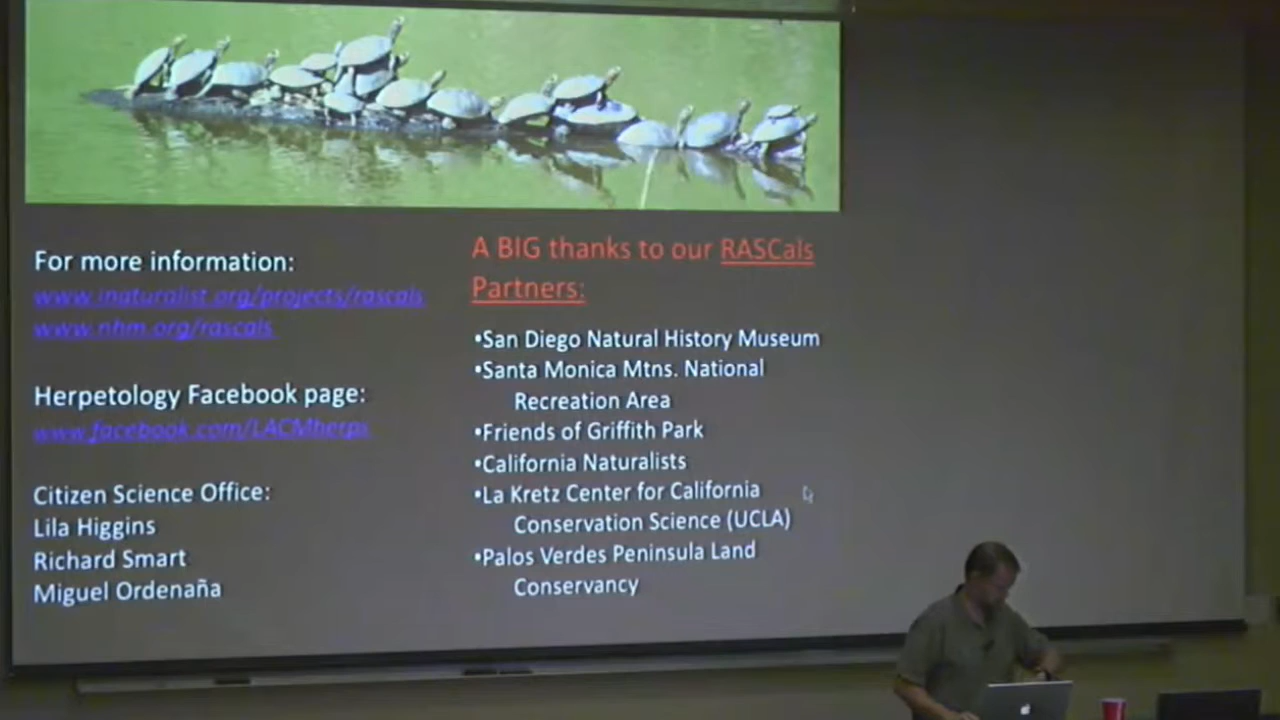 For more information:
www.inaturalist.org/projects/rascals
www.nhm.org/rascals
Herpetology Facebook page:
www.facebook.com/LACMherps
Citizen Science Office:
Lila Higgins
Richard Smart
Miguel Ordenaña
A BIG thanks to our RASCals
Partners:
•San Diego Natural History Museum
•Santa Monica Mtns. National
Recreation Area
•Friends of Griffith Park
•California Naturalists
•La Kretz Center for California
Conservation Science (UCLA)
•Palos Verdes Peninsula Land
Conservancy